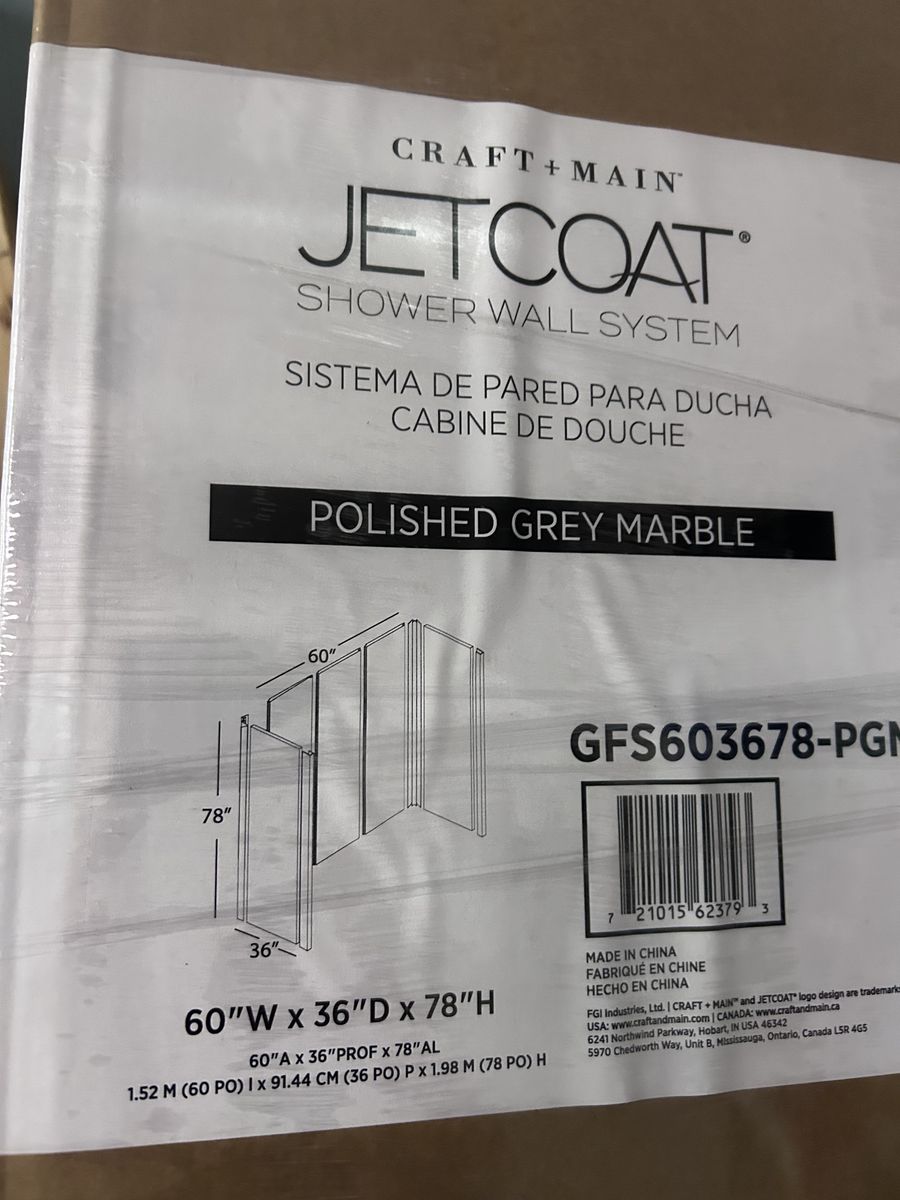 CRAFT + MAIN™
JETCOAT®
SHOWER WALL SYSTEM
SISTEMA DE PARED PARA DUCHA
CABINE DE DOUCHE
POLISHED GREY MARBLE
60"
78"
36"
60"W x 36"D x 78"H
60"A x 36"PROF x 78"AL
1.52 M (60 PO) l x 91.44 CM (36 PO) P x 1.98 M (78 PO) H
GFS603678-PG
7 21015 62379 3
MADE IN CHINA
FABRIQUÉ EN CHINE
HECHO EN CHINA
FGI Industries, Ltd. | CRAFT + MAIN™ and JETCOAT® logo design are trademark
USA: www.craftandmain.com | CANADA: www.craftandmain.ca
6241 Northwind Parkway, Hobart, IN USA 46342
5970 Chedworth Way, Unit B, Mississauga, Ontario, Canada L5R 4G5